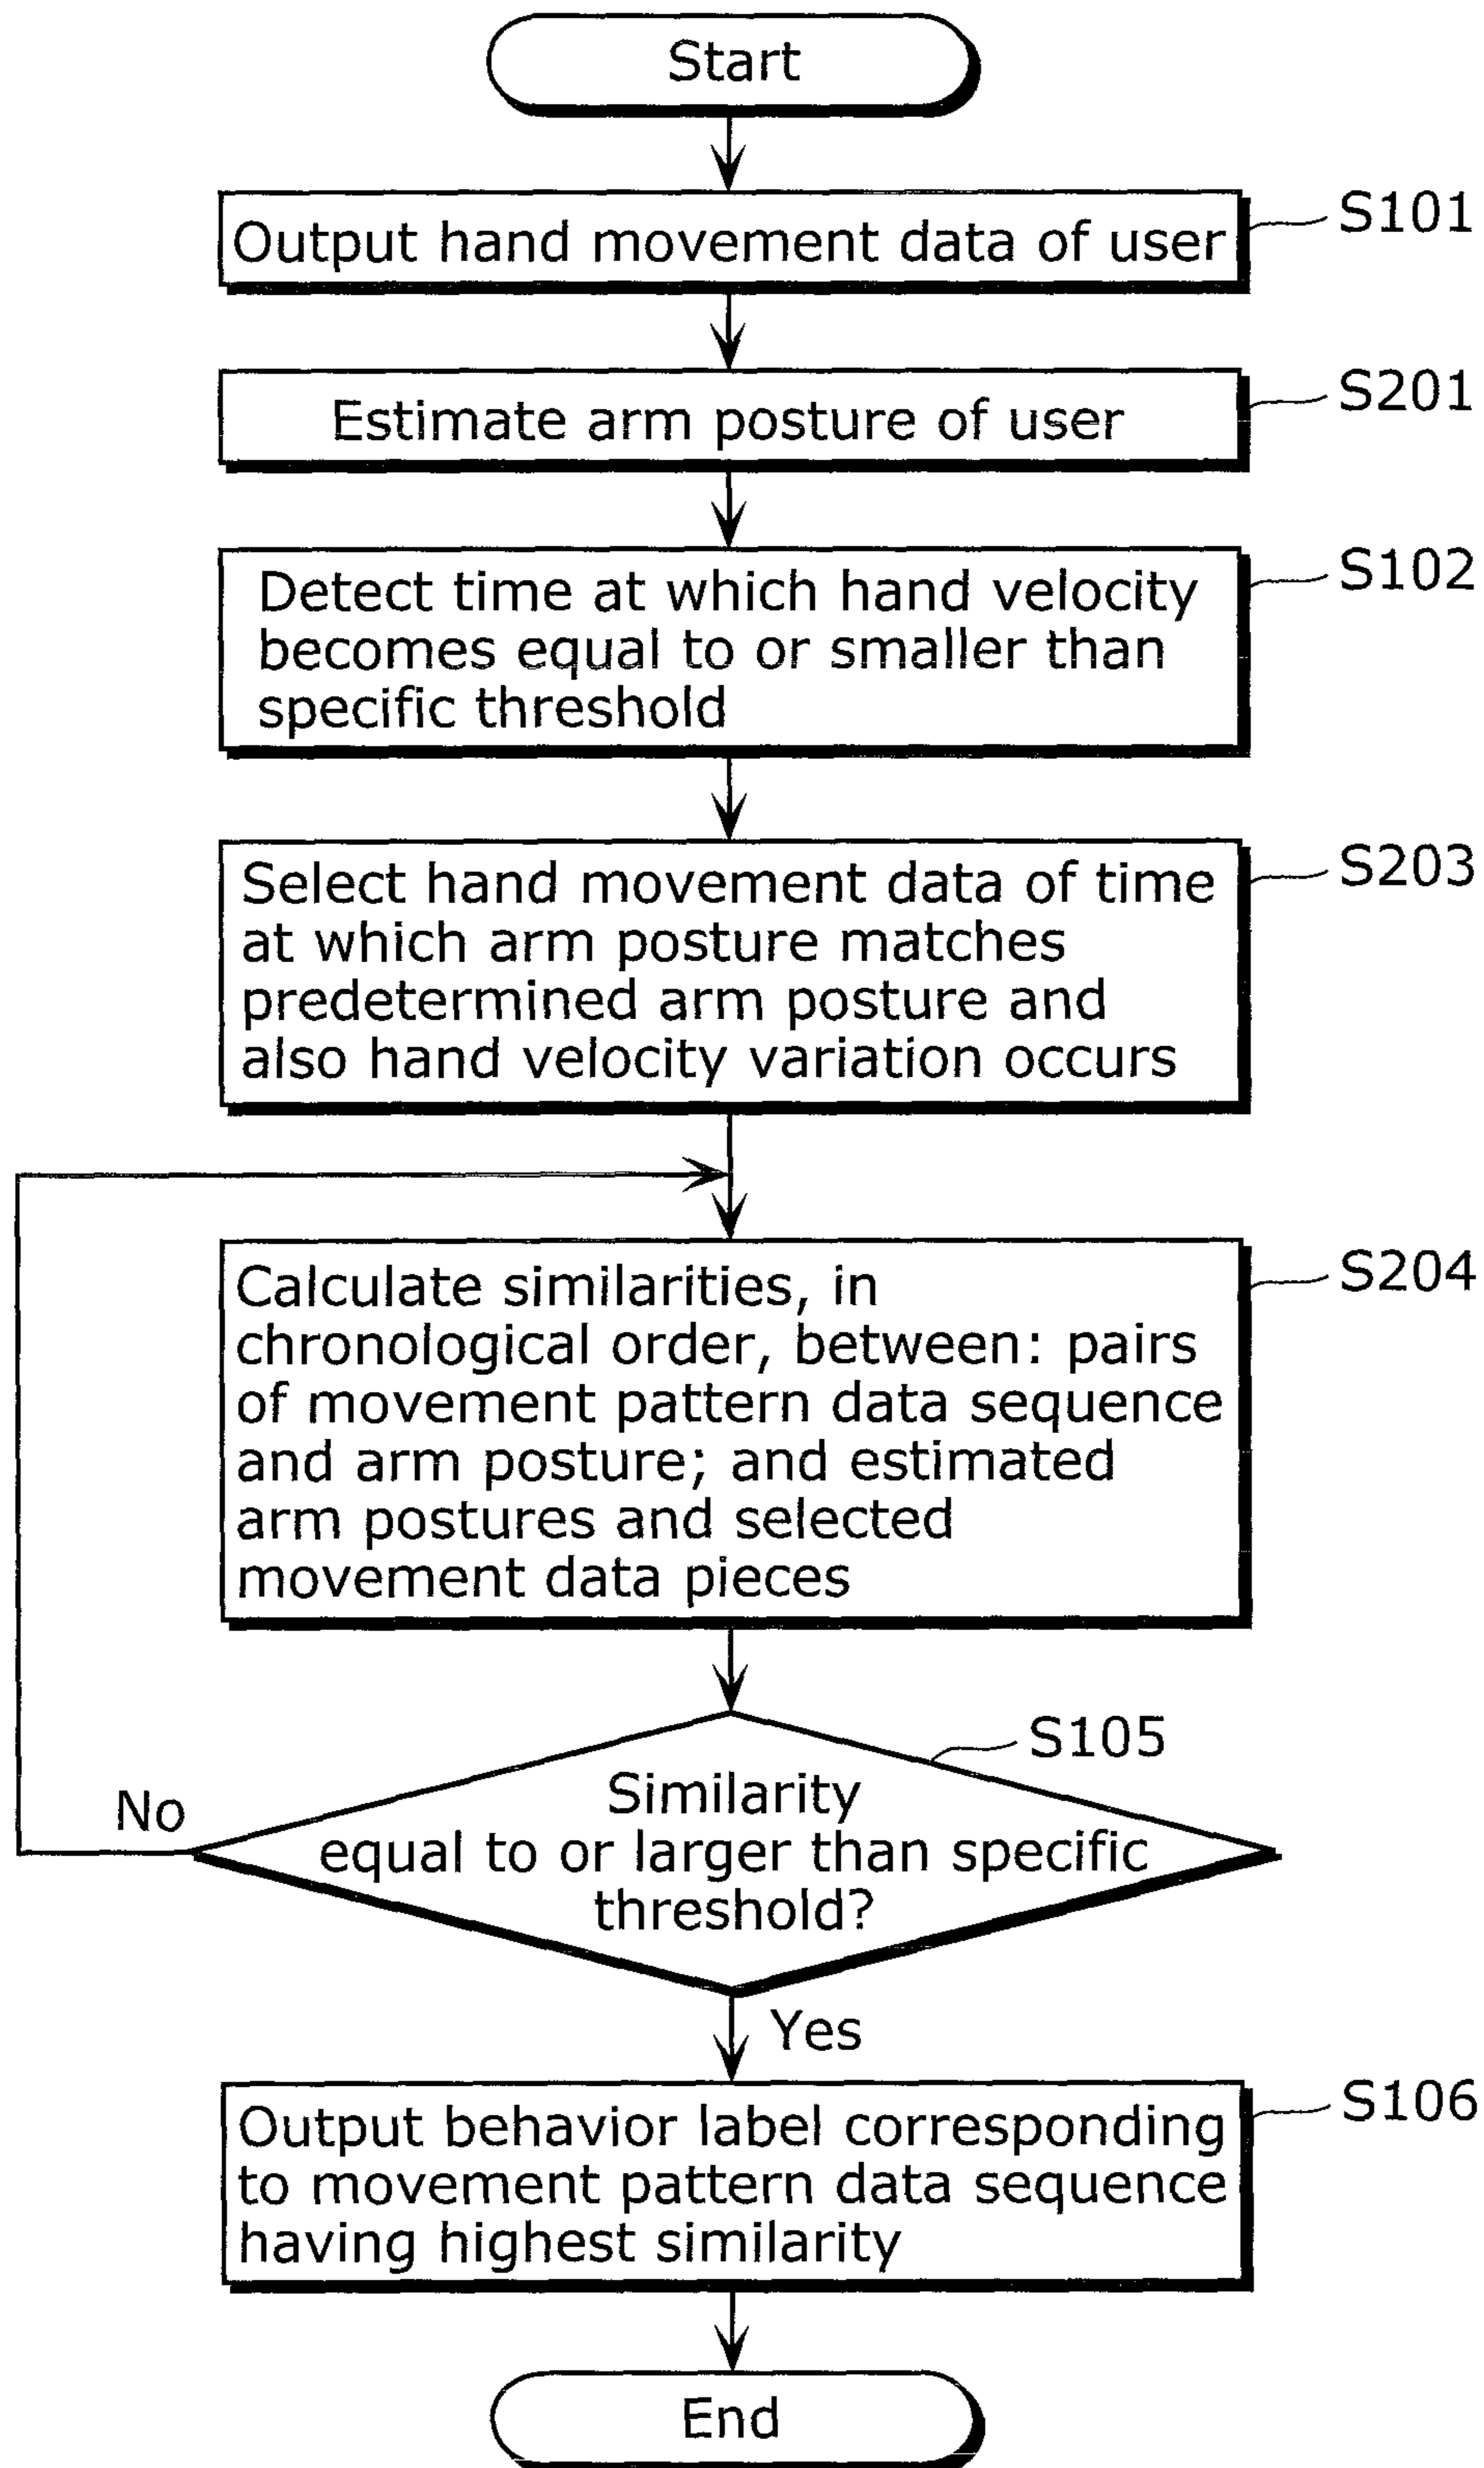 Start
Output hand movement data of user
S101
Estimate arm posture of user
S201
Detect time at which hand velocity
becomes equal to or smaller than
specific threshold
S102
Select hand movement data of time
at which arm posture matches
predetermined arm posture and
also hand velocity variation occurs
S203
Calculate similarities, in
chronological order, between: pairs
of movement pattern data sequence
and arm posture; and estimated
arm postures and selected
movement data pieces
S204
S105
Similarity
equal to or larger than specific
threshold?
No
Yes
Output behavior label corresponding
to movement pattern data sequence
having highest similarity
S106
End